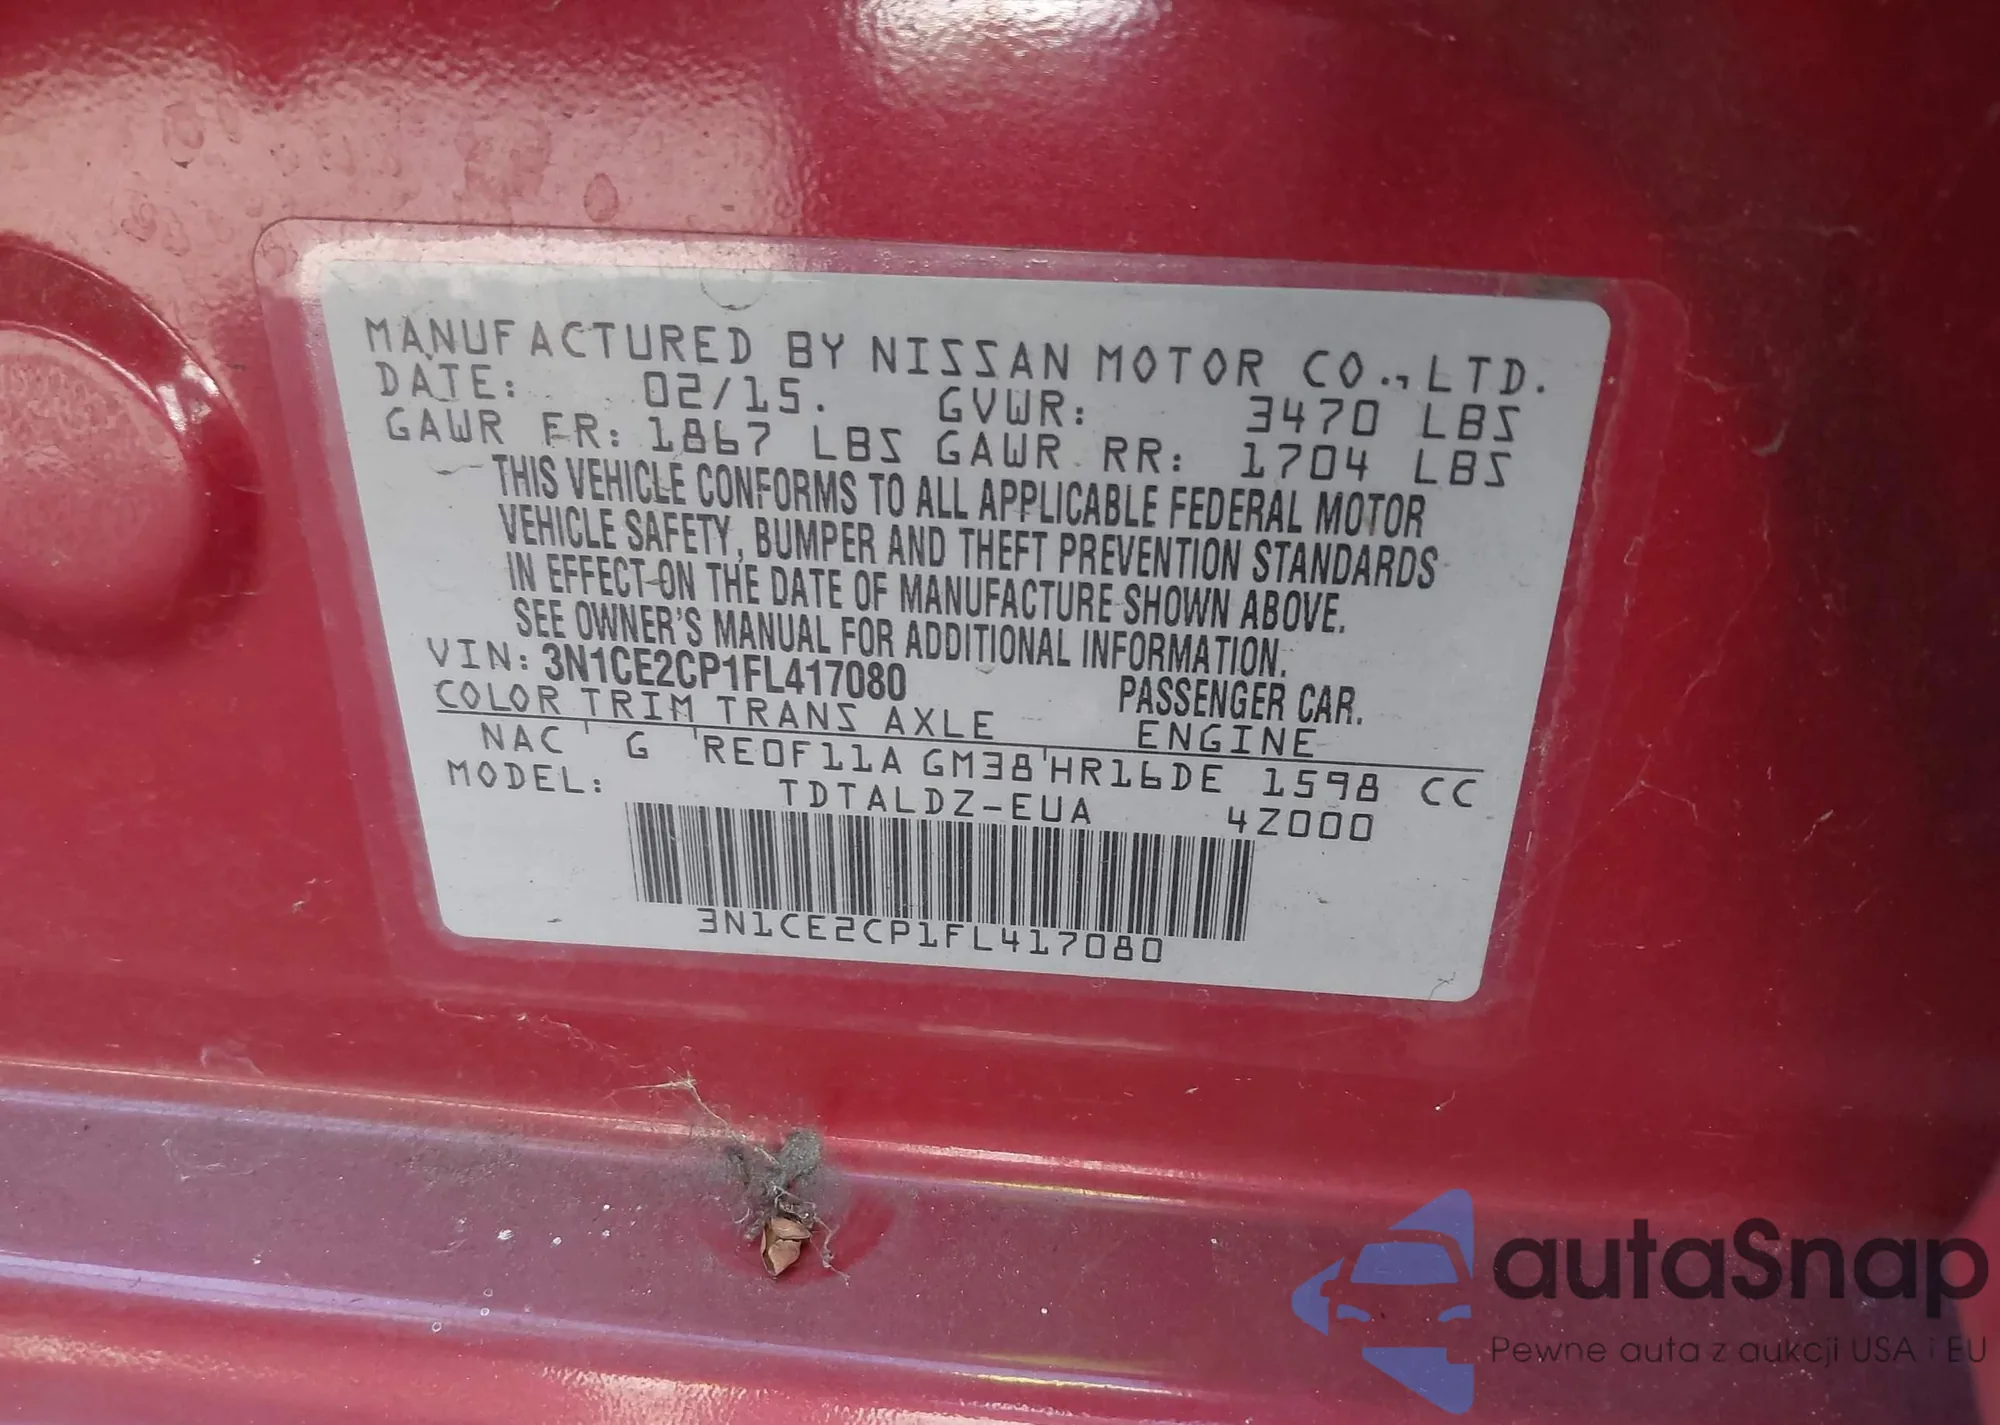 MANUFACTURED BY NISSAN MOTOR CO., LTD.
DATE: 02/15. GVWR: 3470 LBS
GAWR FR: 1867 LBS GAWR RR: 1704 LBS
THIS VEHICLE CONFORMS TO ALL APPLICABLE FEDERAL MOTOR
VEHICLE SAFETY, BUMPER AND THEFT PREVENTION STANDARDS
IN EFFECT ON THE DATE OF MANUFACTURE SHOWN ABOVE.
SEE OWNER'S MANUAL FOR ADDITIONAL INFORMATION.
VIN: 3N1CE2CP1FL417080 PASSENGER CAR.
COLOR TRIM TRANS AXLE ENGINE
NAC G RE0F11A GM38 HR16DE 1598 CC
MODEL: TDTALDZ-EUA 4Z000
3N1CE2CP1FL417080
autaSnap
Pewne auta z aukcji USA i EU